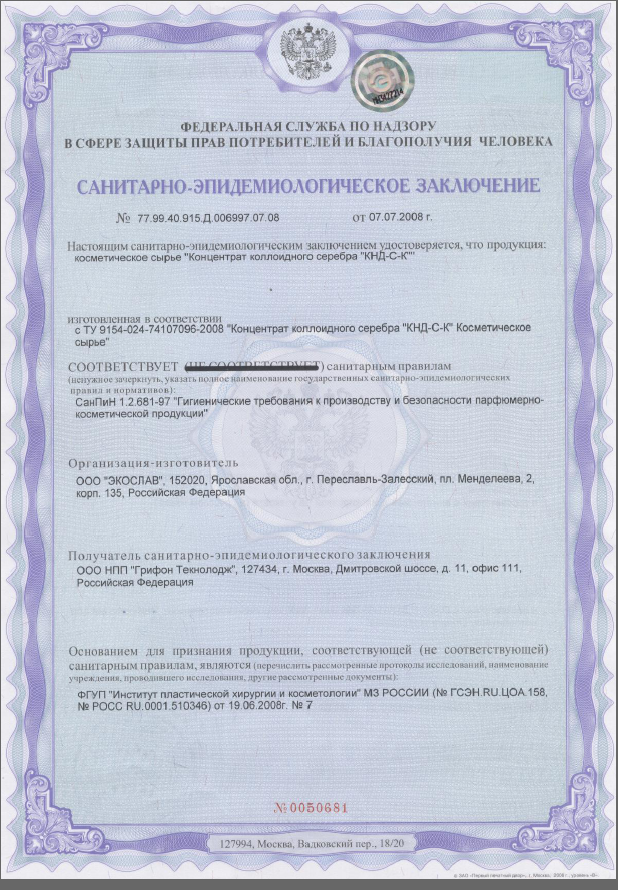 ФЕДЕРАЛЬНАЯ СЛУЖБА ПО НАДЗОРУ
В СФЕРЕ ЗАЩИТЫ ПРАВ ПОТРЕБИТЕЛЕЙ И БЛАГОПОЛУЧИЯ ЧЕЛОВЕКА
САНИТАРНО-ЭПИДЕМИОЛОГИЧЕСКОЕ ЗАКЛЮЧЕНИЕ
№ 77.99.40.915.Д.006997.07.08 от 07.07.2008 г.
Настоящим санитарно-эпидемиологическим заключением удостоверяется, что продукция:
косметическое сырье "Концентрат коллоидного серебра "КНД-С-К""
изготовленная в соответствии
с ТУ 9154-024-74107096-2008 "Концентрат коллоидного серебра "КНД-С-К" Косметическое
сырье"
СООТВЕТСТВУЕТ (НЕ СООТВЕТСТВУЕТ) санитарным правилам
(ненужное зачеркнуть, указать полное наименование государственных санитарно-эпидемиологических
правил и нормативов):
СанПиН 1.2.681-97 "Гигиенические требования к производству и безопасности парфюмерно-
косметической продукции"
Организация-изготовитель
ООО "ЭКОСЛАВ", 152020, Ярославская обл., г. Переславль-Залесский, пл. Менделеева, 2,
корп. 135, Российская Федерация
Получатель санитарно-эпидемиологического заключения
ООО НПП "Грифон Текнолодж", 127434, г. Москва, Дмитровской шоссе, д. 11, офис 111,
Российская Федерация
Основанием для признания продукции, соответствующей (не соответствующей)
санитарным правилам, являются (перечислить рассмотренные протоколы исследований, наименование
учреждения, проводившего исследования, другие рассмотренные документы):
ФГУП "Институт пластической хирургии и косметологии" МЗ РОССИИ (№ ГСЭН.RU.ЦОА.158,
№ РОСС RU.0001.510346) от 19.06.2008г. № 7
№0050681
127994, Москва, Вадковский пер., 18/20